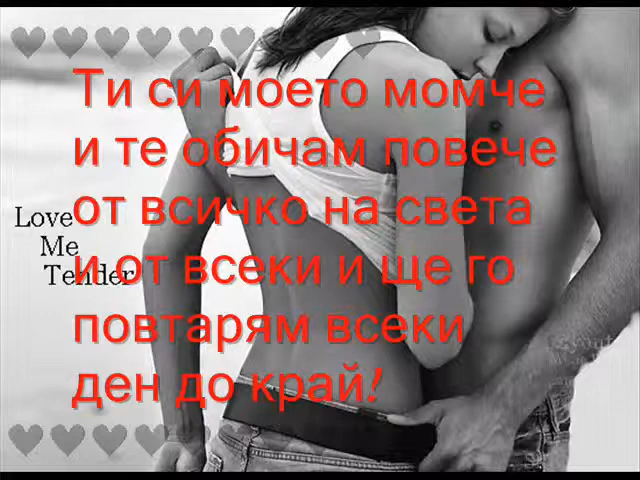 Ти си моето момче
и те обичам повече
от всичко на света
и от всеки и ще го
повтарям всеки
ден до край!
Love
Me
Tender